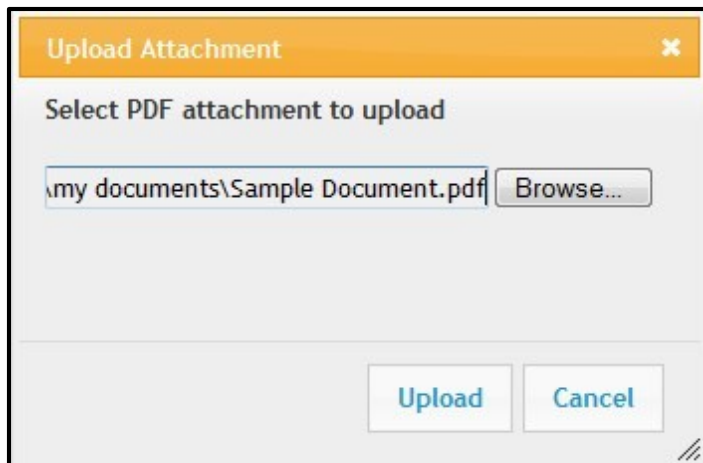 Upload Attachment
Select PDF attachment to upload
\my documents\Sample Document.pdf Browse...
Upload Cancel